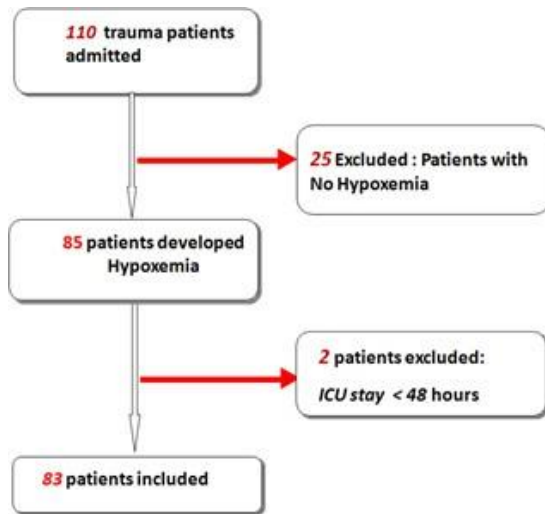 110 trauma patients
admitted
25 Excluded : Patients with
No Hypoxemia
85 patients developed
Hypoxemia
2 patients excluded:
ICU stay < 48 hours
83 patients included